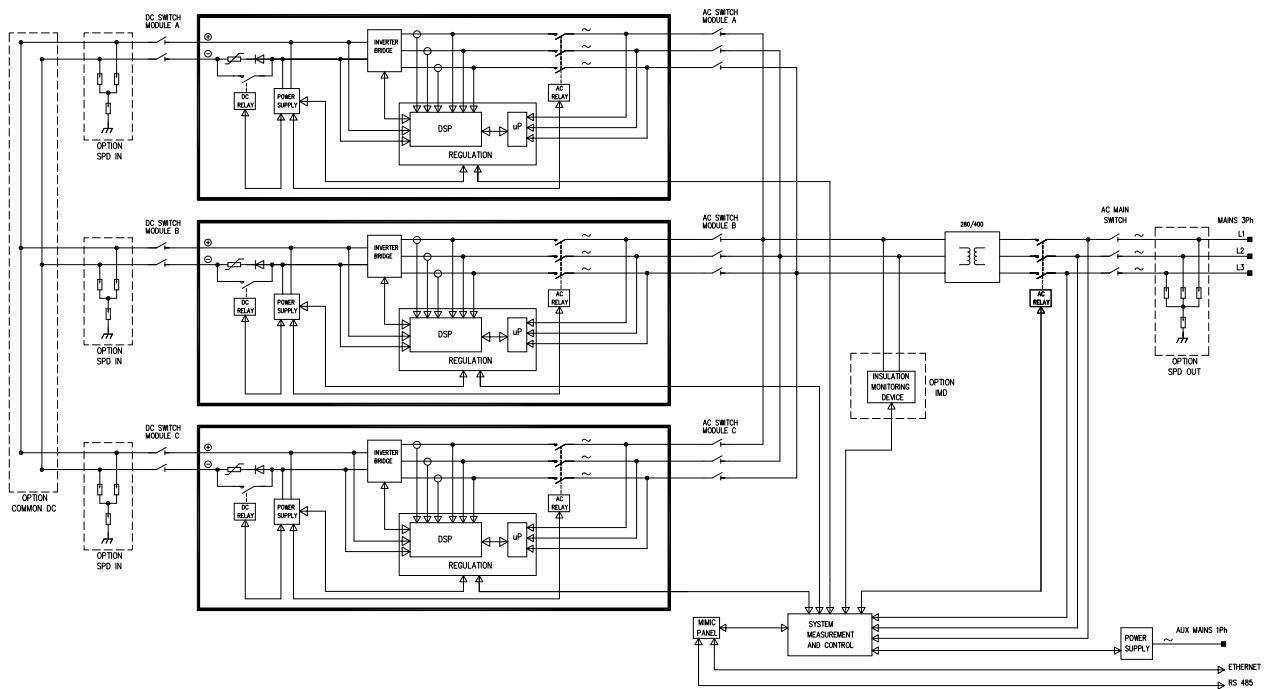 DC SWITCH
MODULE A
AC SWITCH
MODULE A
⊕
⊖
INVERTER
BRIDGE
~
~
~
DC
RELAY
POWER
SUPPLY
AC
RELAY
DSP
uP
REGULATION
OPTION
SPD IN
DC SWITCH
MODULE B
AC SWITCH
MODULE B
⊕
⊖
INVERTER
BRIDGE
~
~
~
DC
RELAY
POWER
SUPPLY
AC
RELAY
DSP
uP
REGULATION
OPTION
SPD IN
280/400
AC MAIN
SWITCH
MAINS 3Ph
~
L1
~
L2
~
L3
AC
RELAY
OPTION
SPD OUT
INSULATION
MONITORING
DEVICE
OPTION
IMD
DC SWITCH
MODULE C
AC SWITCH
MODULE C
⊕
⊖
INVERTER
BRIDGE
~
~
~
DC
RELAY
POWER
SUPPLY
AC
RELAY
DSP
uP
REGULATION
OPTION
COMMON DC
OPTION
SPD IN
MIMIC
PANEL
SYSTEM
MEASUREMENT
AND CONTROL
POWER
SUPPLY
~
AUX MAINS 1Ph
ETHERNET
RS 485